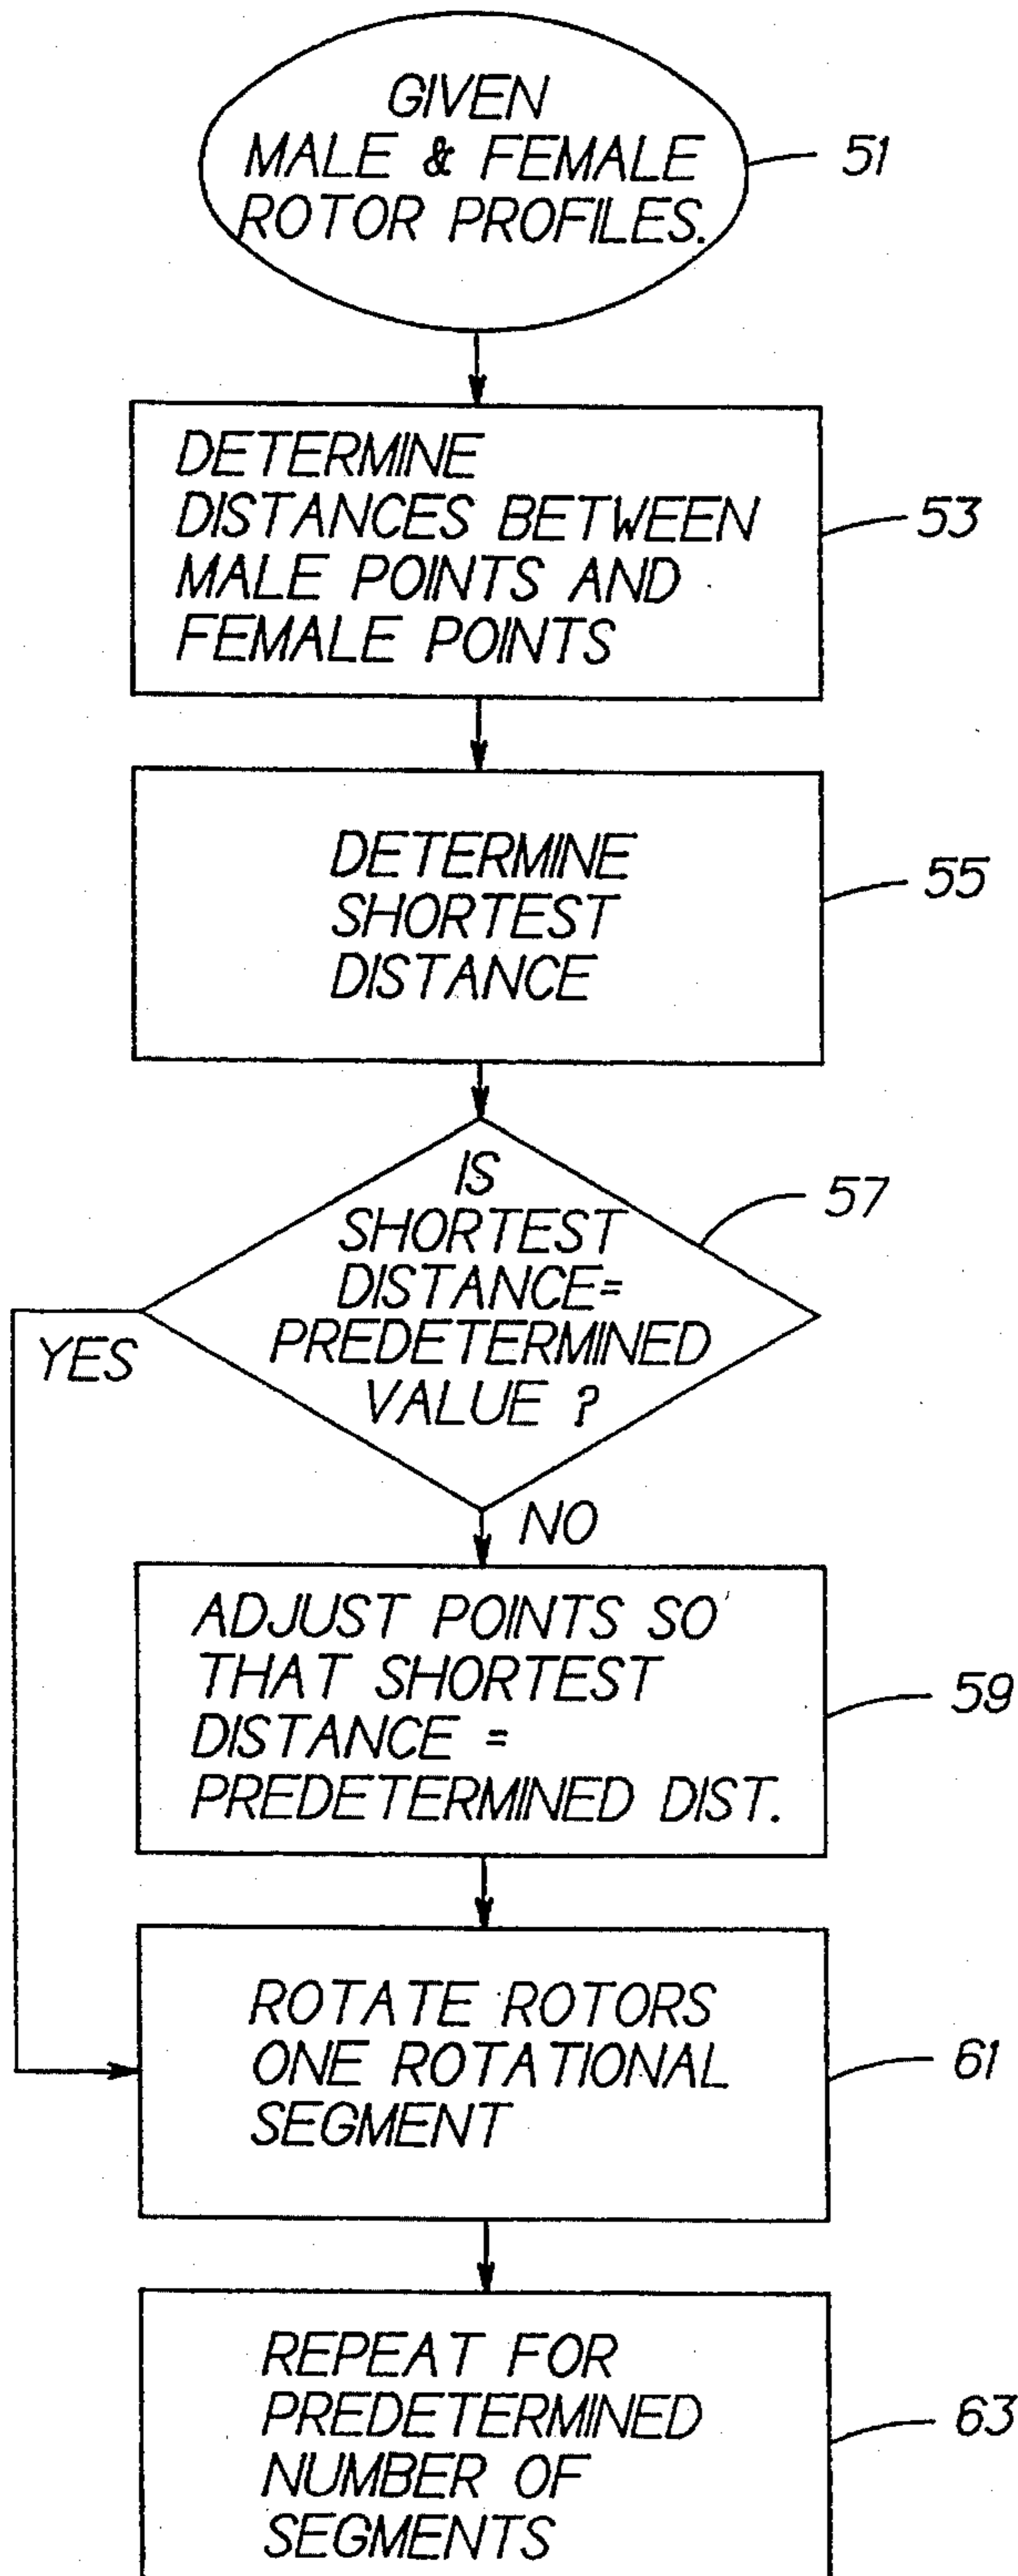 GIVEN
MALE & FEMALE
ROTOR PROFILES.
51
DETERMINE
DISTANCES BETWEEN
MALE POINTS AND
FEMALE POINTS
53
DETERMINE
SHORTEST
DISTANCE
55
IS
SHORTEST
DISTANCE=
PREDETERMINED
VALUE ?
57
YES
NO
ADJUST POINTS SO
THAT SHORTEST
DISTANCE =
PREDETERMINED DIST.
59
ROTATE ROTORS
ONE ROTATIONAL
SEGMENT
61
REPEAT FOR
PREDETERMINED
NUMBER OF
SEGMENTS
63